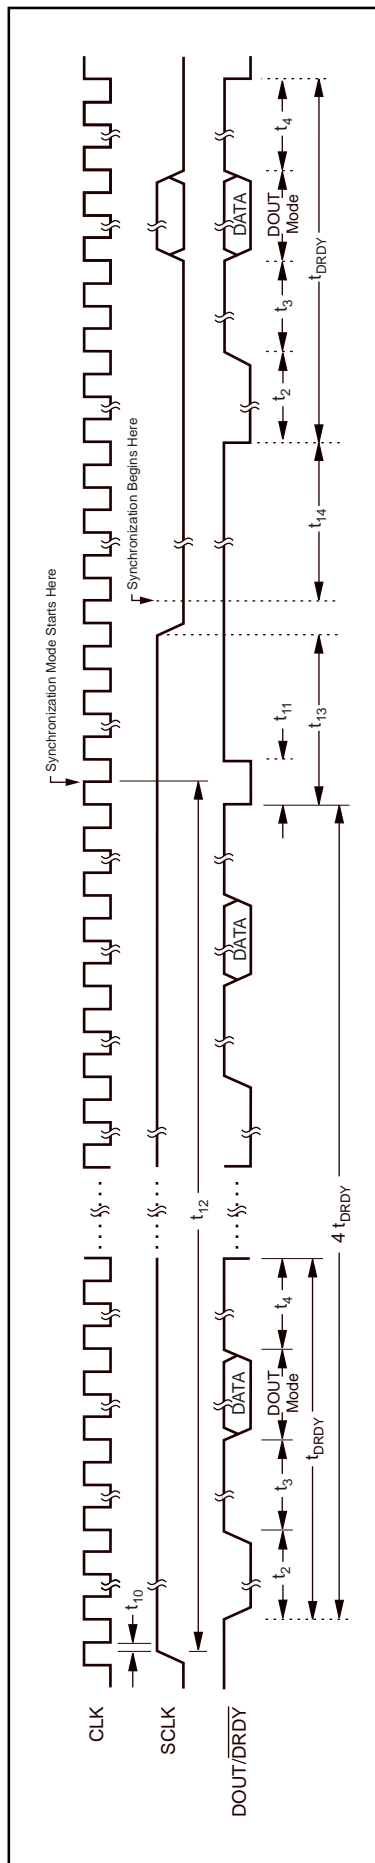 Synchronization Mode Starts Here
Synchronization Begins Here
CLK
t10
SCLK
t12
DOUT/DRDY
DATA
DATA
DATA
t2
t3
DOUT
Mode
t4
t11
t2
t3
DOUT
Mode
t4
tDRDY
t13
t14
tDRDY
4 tDRDY